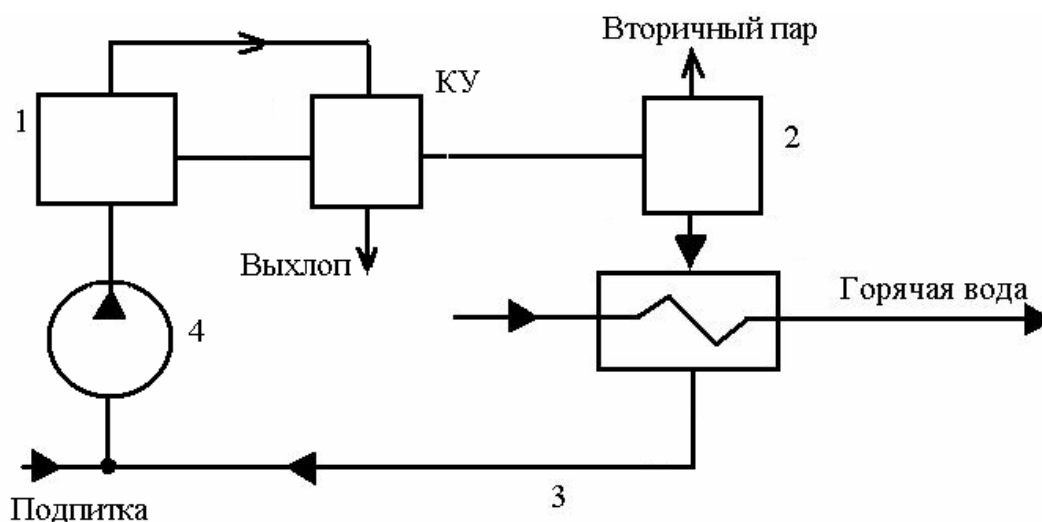 Вторичный пар
КУ
1
2
Выхлоп
Горячая вода
4
3
Подпитка